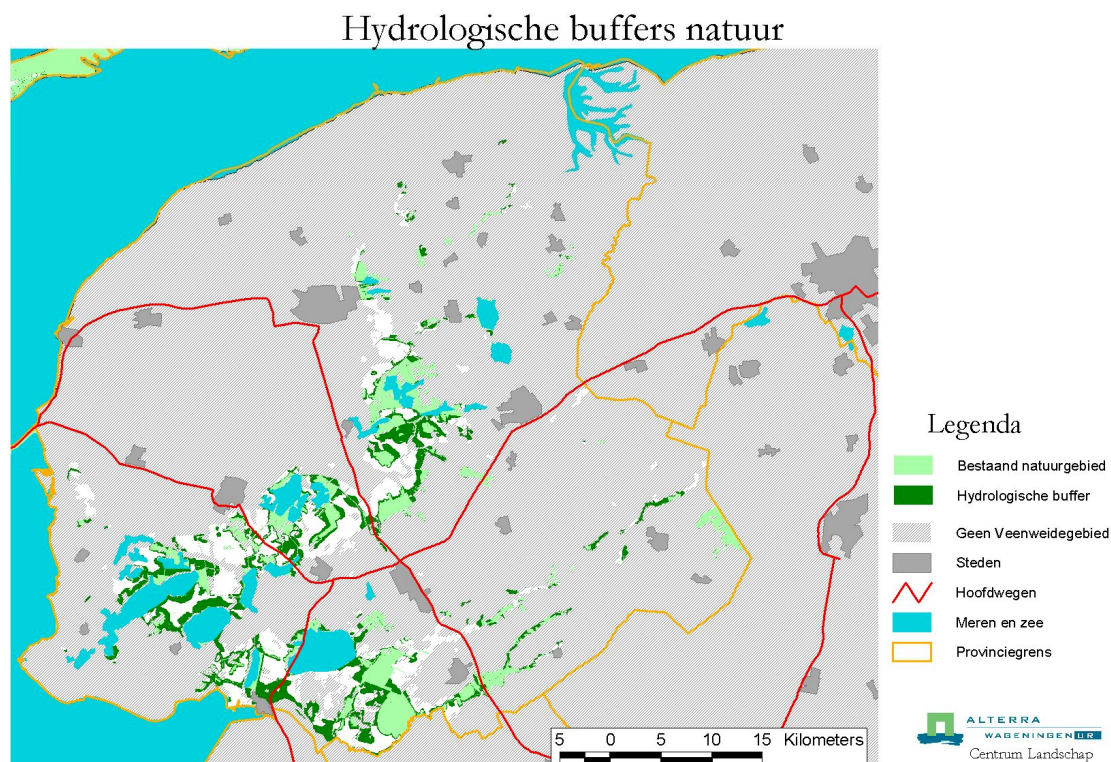 Hydrologische buffers natuur
Legenda
Bestaand natuurgebied
Hydrologische buffer
Geen Veenweidegebied
Steden
Hoofdwegen
Meren en zee
Provinciegrens
5 0 5 10 15 Kilometers
ALTERRA
WAGENINGEN UR
Centrum Landschap